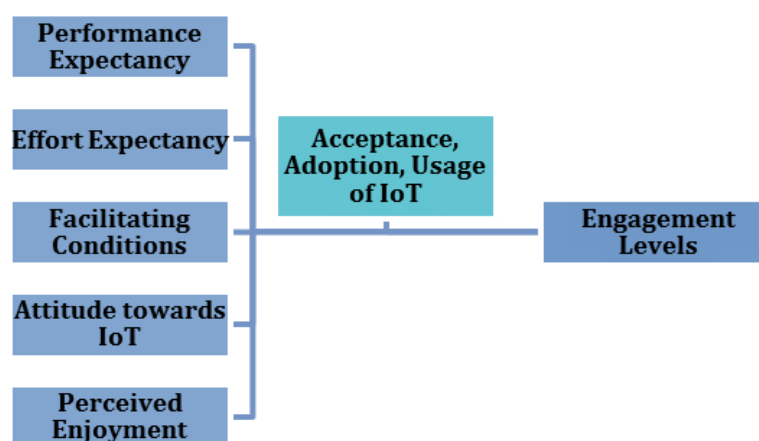 Performance
Expectancy
Effort Expectancy
Facilitating
Conditions
Attitude towards
IoT
Perceived
Enjoyment
Acceptance,
Adoption, Usage
of IoT
Engagement
Levels